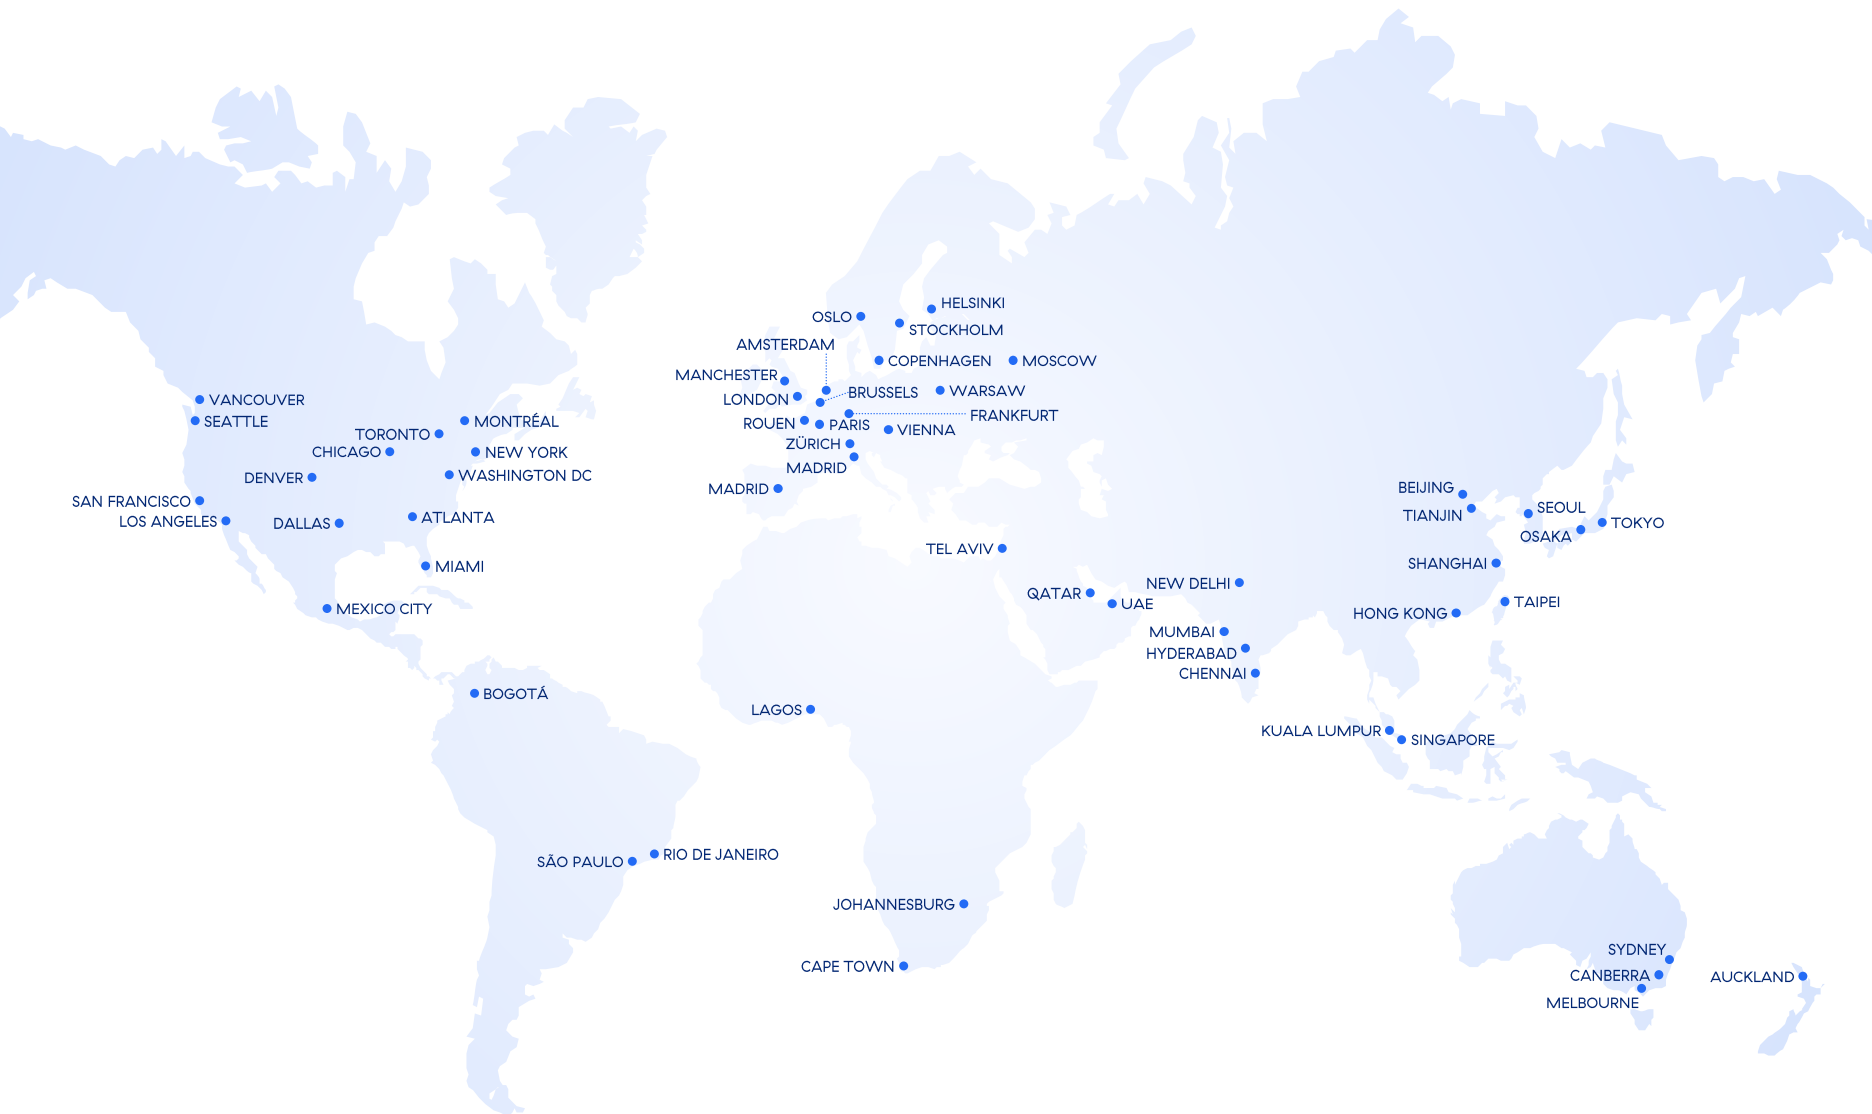 VANCOUVER
SEATTLE
MONTRÉAL
TORONTO
CHICAGO
NEW YORK
DENVER
WASHINGTON DC
SAN FRANCISCO
LOS ANGELES
DALLAS
ATLANTA
MIAMI
MEXICO CITY
BOGOTÁ
SÃO PAULO
RIO DE JANEIRO
HELSINKI
OSLO
STOCKHOLM
AMSTERDAM
COPENHAGEN
MOSCOW
MANCHESTER
BRUSSELS
WARSAW
LONDON
FRANKFURT
ROUEN
PARIS
VIENNA
ZÜRICH
MADRID
MADRID
TEL AVIV
QATAR
UAE
LAGOS
JOHANNESBURG
CAPE TOWN
NEW DELHI
MUMBAI
HYDERABAD
CHENNAI
BEIJING
TIANJIN
SEOUL
TOKYO
OSAKA
SHANGHAI
TAIPEI
HONG KONG
KUALA LUMPUR
SINGAPORE
SYDNEY
CANBERRA
MELBOURNE
AUCKLAND